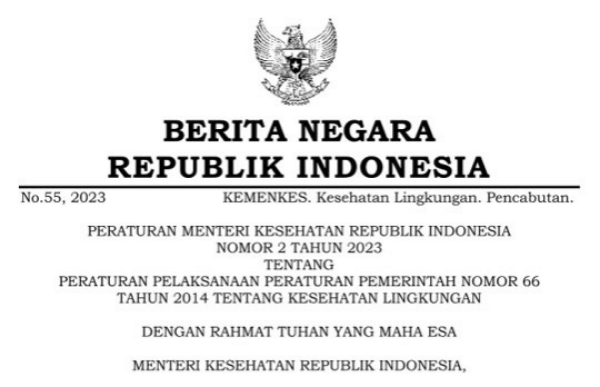 BERITA NEGARA
REPUBLIK INDONESIA
No.55, 2023 KEMENKES. Kesehatan Lingkungan. Pencabutan.
PERATURAN MENTERI KESEHATAN REPUBLIK INDONESIA
NOMOR 2 TAHUN 2023
TENTANG
PERATURAN PELAKSANAAN PERATURAN PEMERINTAH NOMOR 66
TAHUN 2014 TENTANG KESEHATAN LINGKUNGAN
DENGAN RAHMAT TUHAN YANG MAHA ESA
MENTERI KESEHATAN REPUBLIK INDONESIA,